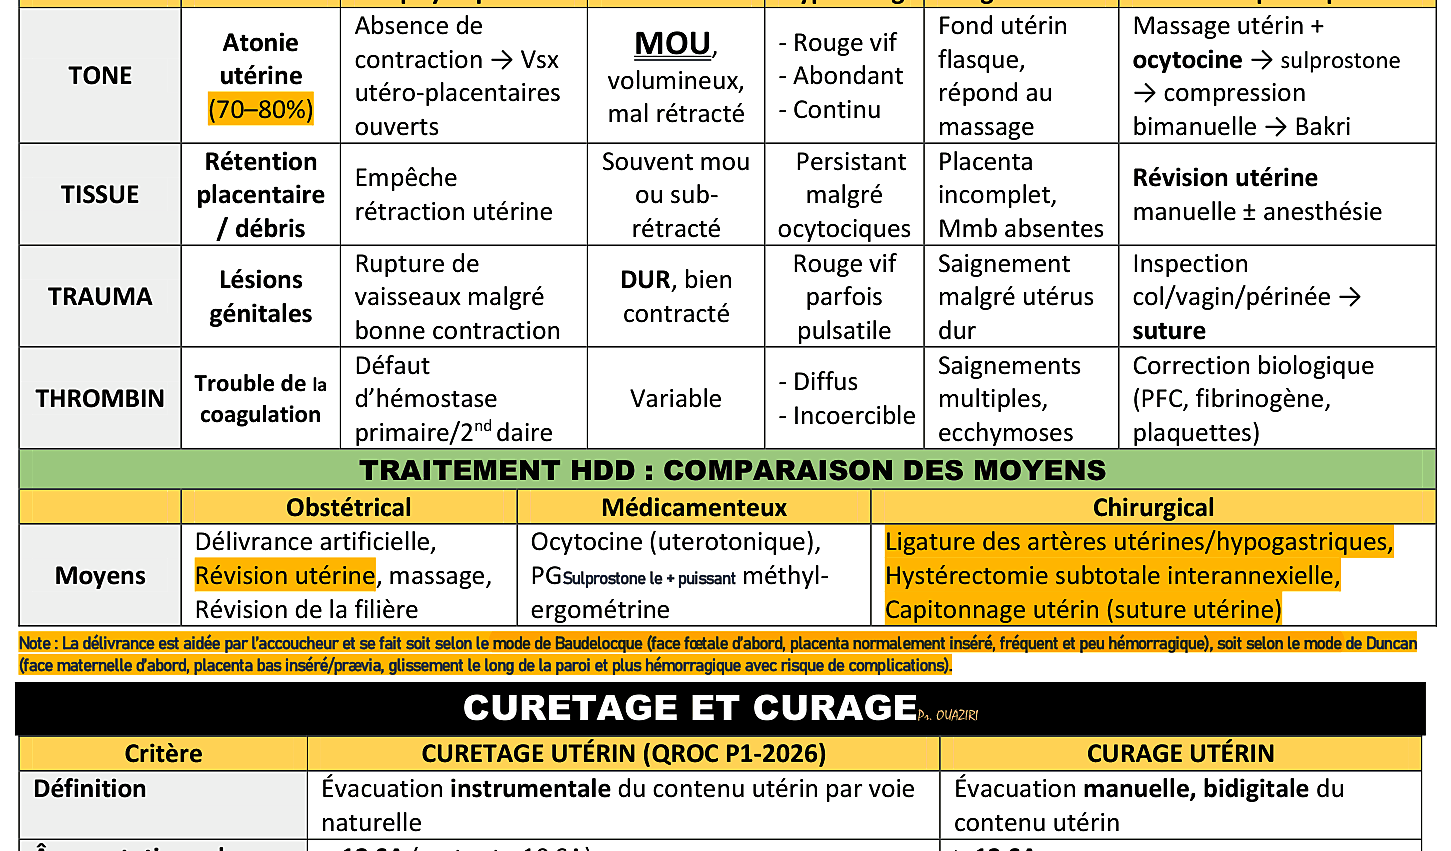 TONE
Atonie
utérine
(70–80%)
Absence de
contraction → Vsx
utéro-placentaires
ouverts
MOU,
volumineux,
mal rétracté
- Rouge vif
- Abondant
- Continu
Fond utérin
flasque,
répond au
massage
Massage utérin +
ocytocine → sulprostone
→ compression
bimanuelle → Bakri
TISSUE
Rétention
placentaire
/ débris
Empêche
rétraction utérine
Souvent mou
ou sub-
rétracté
Persistant
malgré
ocytociques
Placenta
incomplet,
Mmb absentes
Révision utérine
manuelle ± anesthésie
TRAUMA
Lésions
génitales
Rupture de
vaisseaux malgré
bonne contraction
DUR, bien
contracté
Rouge vif
parfois
pulsatile
Saignement
malgré utérus
dur
Inspection
col/vagin/périnée →
suture
THROMBIN
Trouble de la
coagulation
Défaut
d’hémostase
primaire/2nd daire
Variable
- Diffus
- Incoercible
Saignements
multiples,
ecchymoses
Correction biologique
(PFC, fibrinogène,
plaquettes)
TRAITEMENT HDD : COMPARAISON DES MOYENS
Obstétrical
Médicamenteux
Chirurgical
Moyens
Délivrance artificielle,
Révision utérine, massage,
Révision de la filière
Ocytocine (uterotonique),
PGSulprostone le + puissant méthyl-
ergométrine
Ligature des artères utérines/hypogastriques,
Hystérectomie subtotale interannexielle,
Capitonnage utérin (suture utérine)
Note : La délivrance est aidée par l’accoucheur et se fait soit selon le mode de Baudelocque (face fœtale d’abord, placenta normalement inséré, fréquent et peu hémorragique), soit selon le mode de Duncan
(face maternelle d’abord, placenta bas inséré/prævia, glissement le long de la paroi et plus hémorragique avec risque de complications).
CURETAGE ET CURAGE Pr. OUAZIRI
Critère
CURETAGE UTÉRIN (QROC P1-2026)
CURAGE UTÉRIN
Définition
Évacuation instrumentale du contenu utérin par voie
naturelle
Évacuation manuelle, bidigitale du
contenu utérin